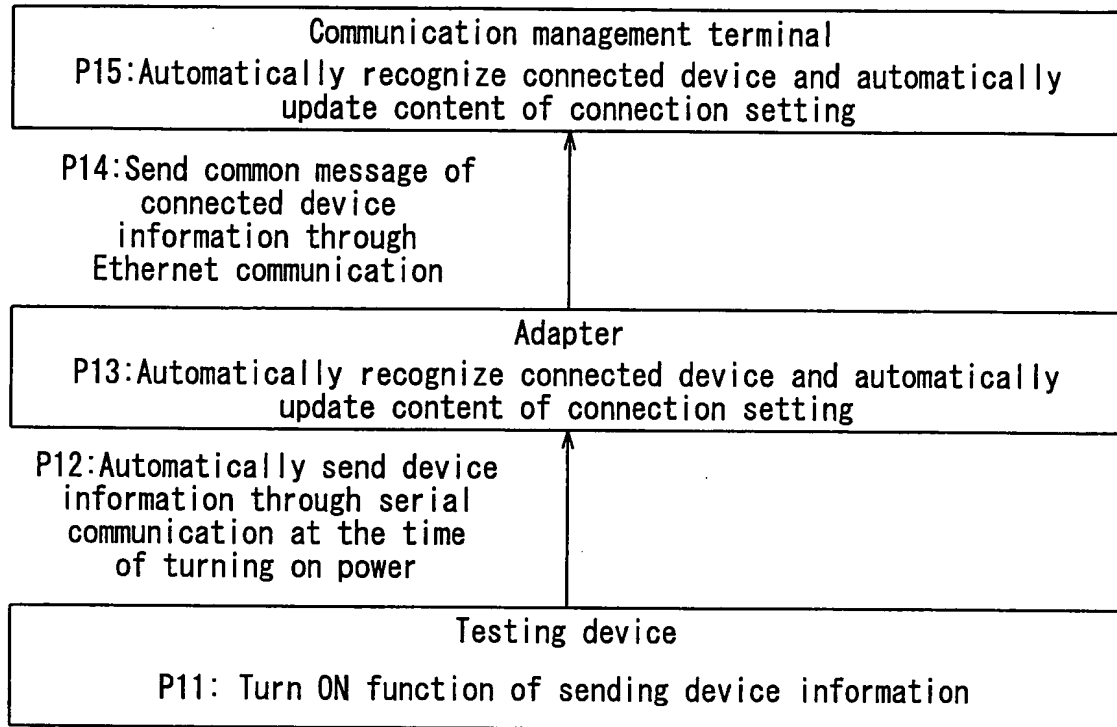 Communication management terminal
P15:Automatically recognize connected device and automatically
update content of connection setting
P14:Send common message of
connected device
information through
Ethernet communication
Adapter
P13:Automatically recognize connected device and automatically
update content of connection setting
P12:Automatically send device
information through serial
communication at the time
of turning on power
Testing device
P11: Turn ON function of sending device information